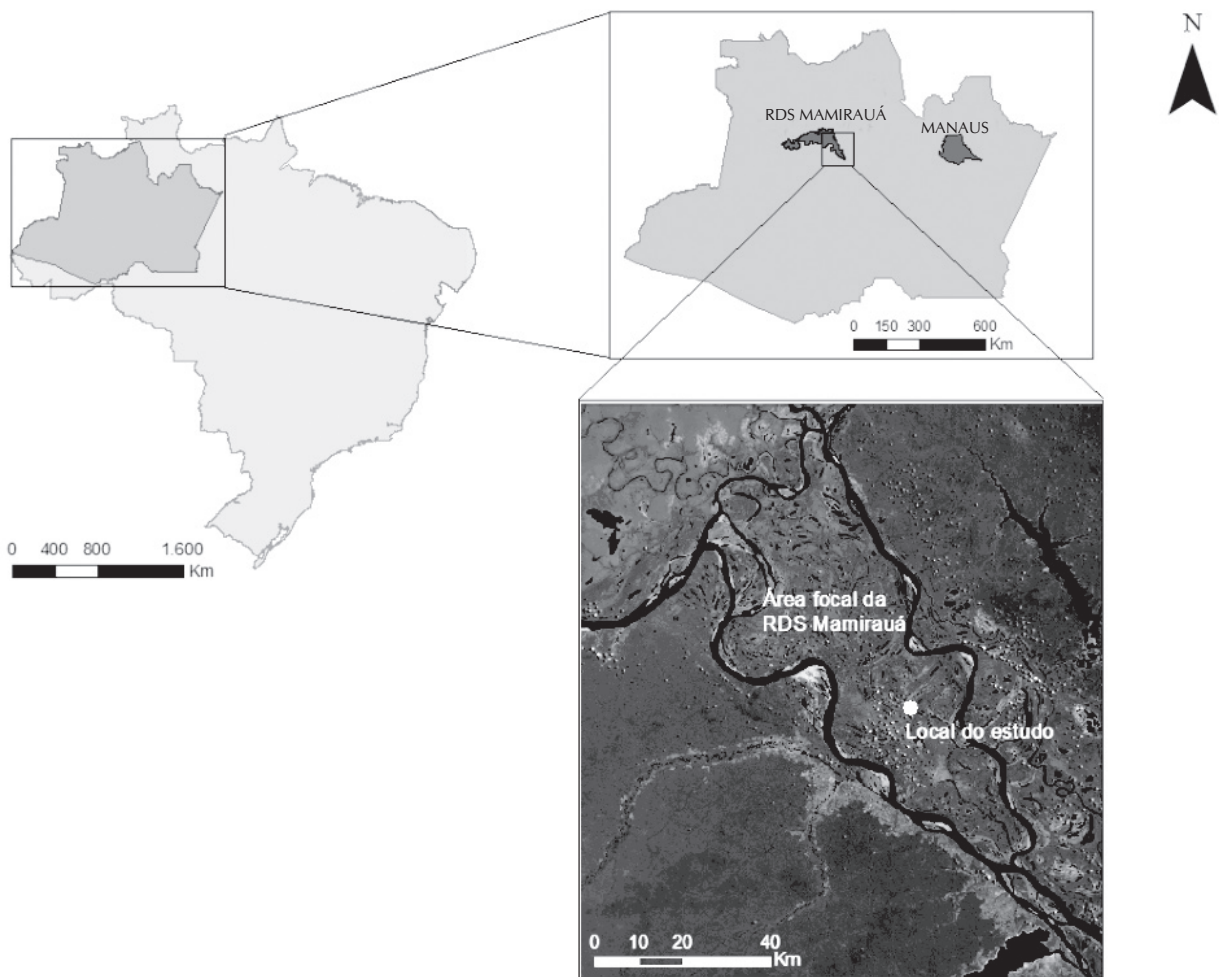 N
RDS MAMIRAUÁ
MANAUS
0 150 300 600
Km
0 400 800 1.600
Km
Área focal da
RDS Mamirauá
Local do estudo
0 10 20 40
Km